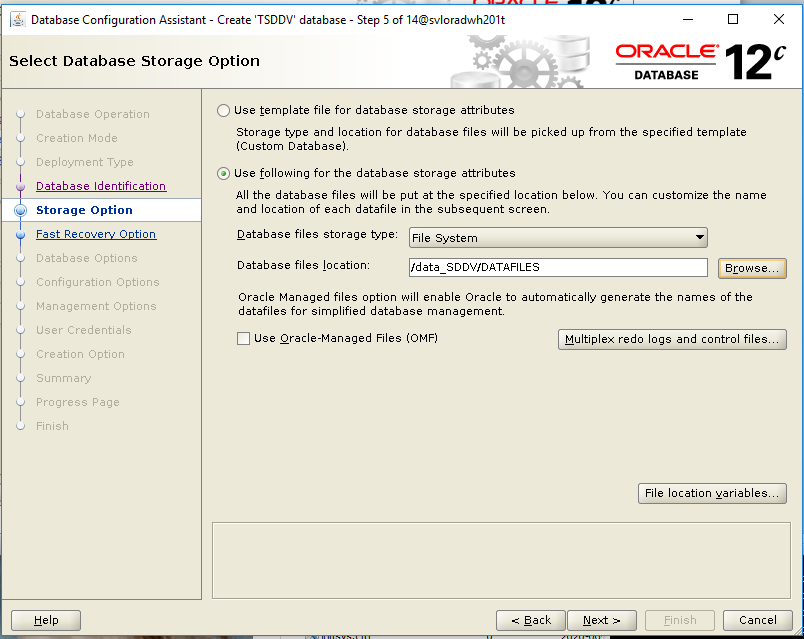 Database Configuration Assistant - Create 'TSDDV' database - Step 5 of 14@svloradwh201t
Select Database Storage Option
ORACLE®
DATABASE
12c
Database Operation
Creation Mode
Deployment Type
Database Identification
Storage Option
Fast Recovery Option
Database Options
Configuration Options
Management Options
User Credentials
Creation Option
Summary
Progress Page
Finish
Use template file for database storage attributes
Storage type and location for database files will be picked up from the specified template
(Custom Database).
Use following for the database storage attributes
All the database files will be put at the specified location below. You can customize the name
and location of each datafile in the subsequent screen.
Database files storage type: File System
Database files location: /data_SDDV/DATAFILES Browse...
Oracle Managed files option will enable Oracle to automatically generate the names of the
datafiles for simplified database management.
Use Oracle-Managed Files (OMF) Multiplex redo logs and control files...
File location variables...
Help < Back Next > Finish Cancel